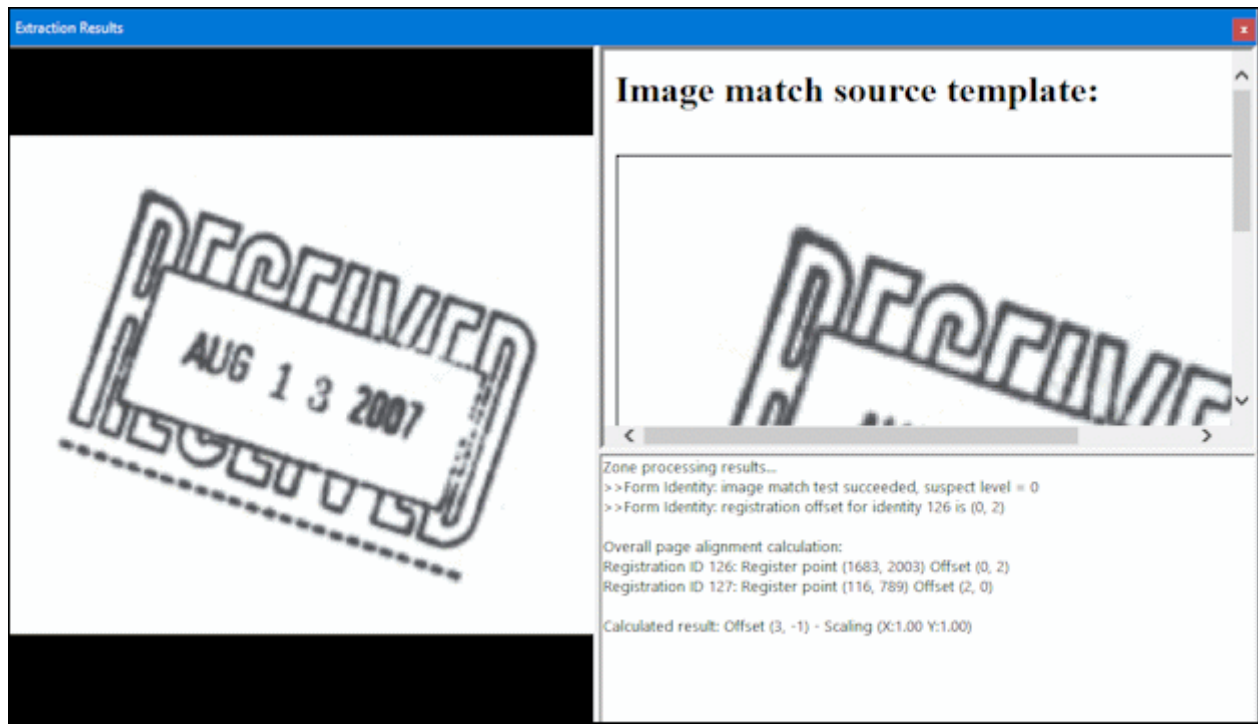 Extraction Results
x
RECEIVED
AUG 13 2007
RECEIVED
Image match source template:
Zone processing results...
>>Form Identity: image match test succeeded, suspect level = 0
>>Form Identity: registration offset for identity 126 is (0, 2)
Overall page alignment calculation:
Registration ID 126: Register point (1683, 2003) Offset (0, 2)
Registration ID 127: Register point (116, 789) Offset (2, 0)
Calculated result: Offset (3, -1) - Scaling (X:1.00 Y:1.00)